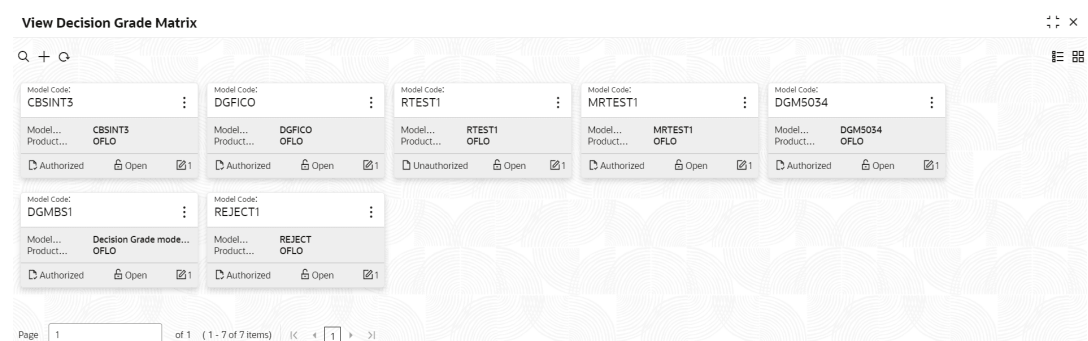 View Decision Grade Matrix
Model Code:
CBSINT3
Model... CBSINT3
Product... OFLO
Authorized Open 1
Model Code:
DGFICO
Model... DGFICO
Product... OFLO
Authorized Open 1
Model Code:
RTEST1
Model... RTEST1
Product... OFLO
Unauthorized Open 1
Model Code:
MRTEST1
Model... MRTEST1
Product... OFLO
Authorized Open 1
Model Code:
DGM5034
Model... DGM5034
Product... OFLO
Authorized Open 1
Model Code:
DGMBS1
Model... Decision Grade mode...
Product... OFLO
Authorized Open 1
Model Code:
REJECT1
Model... REJECT
Product... OFLO
Authorized Open 1
Page 1 of 1 (1 - 7 of 7 items) 1